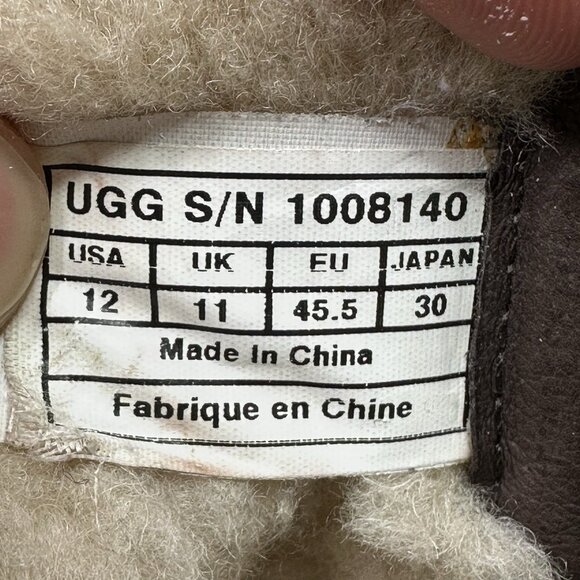 UGG S/N 1008140
USA UK EU JAPAN
12 11 45.5 30
Made In China
Fabrique en Chine